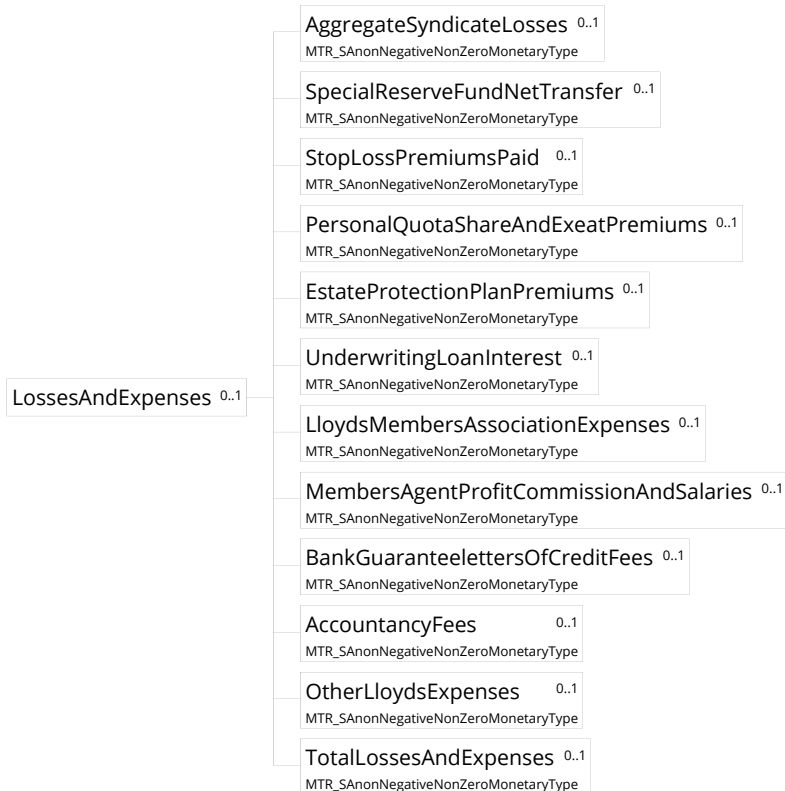 AggregateSyndicateLosses 0..1
MTR_SAnonNegativeNonZeroMonetaryType
SpecialReserveFundNetTransfer 0..1
MTR_SAnonNegativeNonZeroMonetaryType
StopLossPremiumsPaid 0..1
MTR_SAnonNegativeNonZeroMonetaryType
PersonalQuotaShareAndExeatPremiums 0..1
MTR_SAnonNegativeNonZeroMonetaryType
EstateProtectionPlanPremiums 0..1
MTR_SAnonNegativeNonZeroMonetaryType
UnderwritingLoanInterest 0..1
MTR_SAnonNegativeNonZeroMonetaryType
LossesAndExpenses 0..1
LloydsMembersAssociationExpenses 0..1
MTR_SAnonNegativeNonZeroMonetaryType
MembersAgentProfitCommissionAndSalaries 0..1
MTR_SAnonNegativeNonZeroMonetaryType
BankGuaranteelettersOfCreditFees 0..1
MTR_SAnonNegativeNonZeroMonetaryType
AccountancyFees 0..1
MTR_SAnonNegativeNonZeroMonetaryType
OtherLloydsExpenses 0..1
MTR_SAnonNegativeNonZeroMonetaryType
TotalLossesAndExpenses 0..1
MTR_SAnonNegativeNonZeroMonetaryType